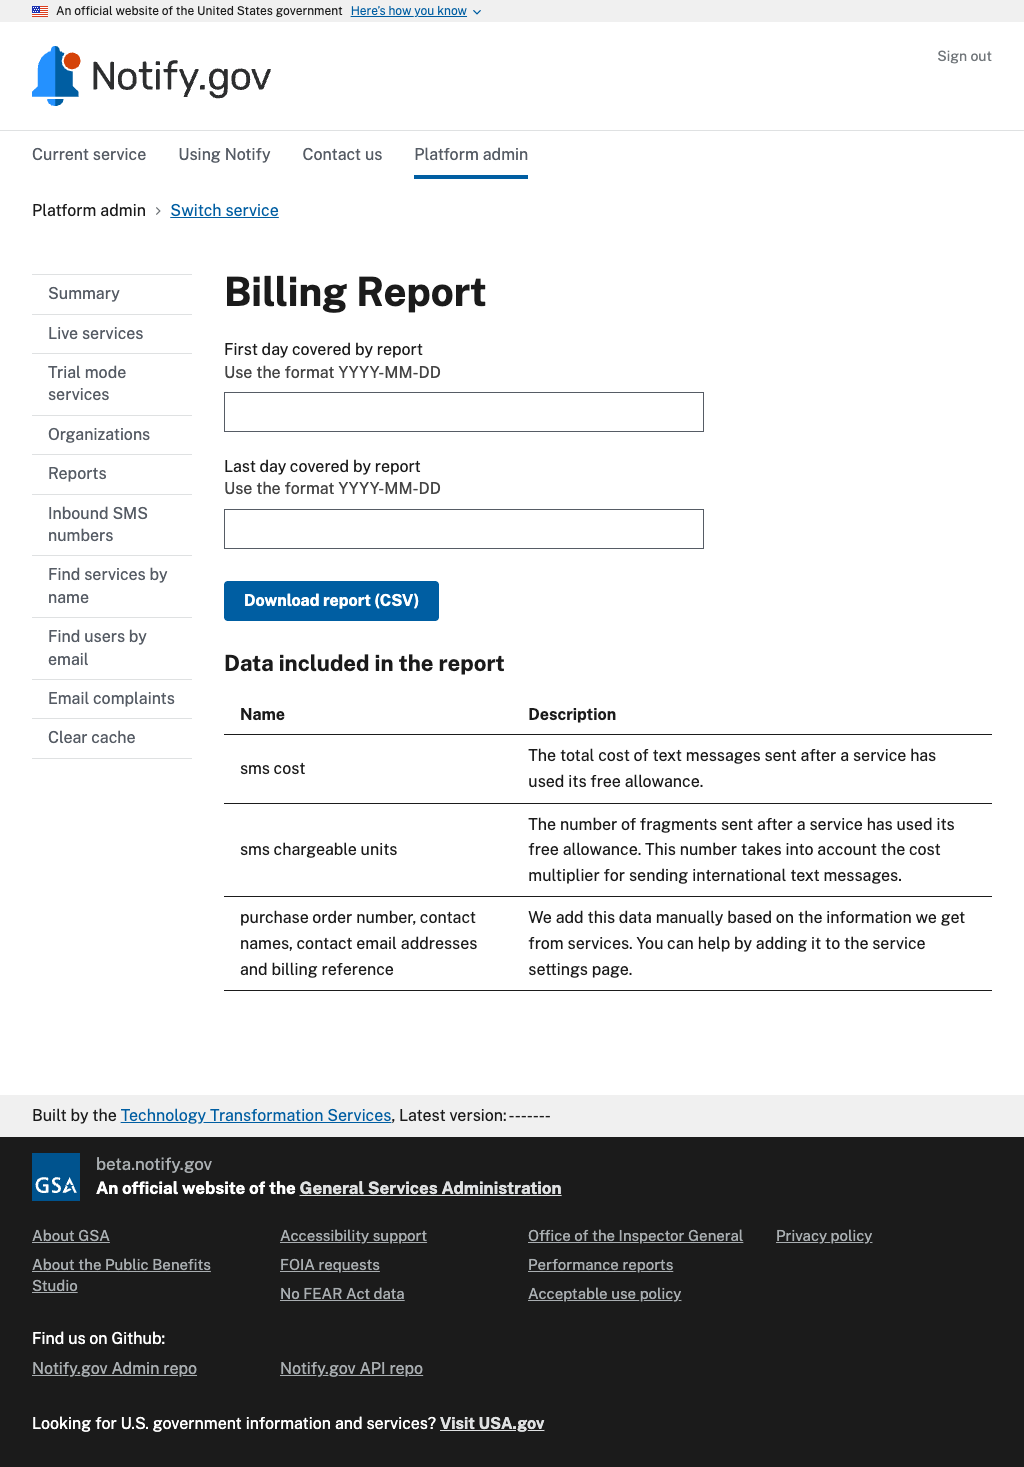 An official website of the United States government Here's how you know
Notify.gov
Sign out
Current service Using Notify Contact us Platform admin
Platform admin Switch service
Summary
Live services
Trial mode
services
Organizations
Reports
Inbound SMS
numbers
Find services by
name
Find users by
email
Email complaints
Clear cache
Billing Report
First day covered by report
Use the format YYYY-MM-DD
Last day covered by report
Use the format YYYY-MM-DD
Download report (CSV)
Data included in the report
Name Description
sms cost
The total cost of text messages sent after a service has
used its free allowance.
sms chargeable units
The number of fragments sent after a service has used its
free allowance. This number takes into account the cost
multiplier for sending international text messages.
purchase order number, contact
names, contact email addresses
and billing reference
We add this data manually based on the information we get
from services. You can help by adding it to the service
settings page.
Built by the Technology Transformation Services, Latest version:-------
GSA
beta.notify.gov
An official website of the General Services Administration
About GSA
About the Public Benefits
Studio
Accessibility support
FOIA requests
No FEAR Act data
Office of the Inspector General
Performance reports
Acceptable use policy
Privacy policy
Find us on Github:
Notify.gov Admin repo Notify.gov API repo
Looking for U.S. government information and services? Visit USA.gov